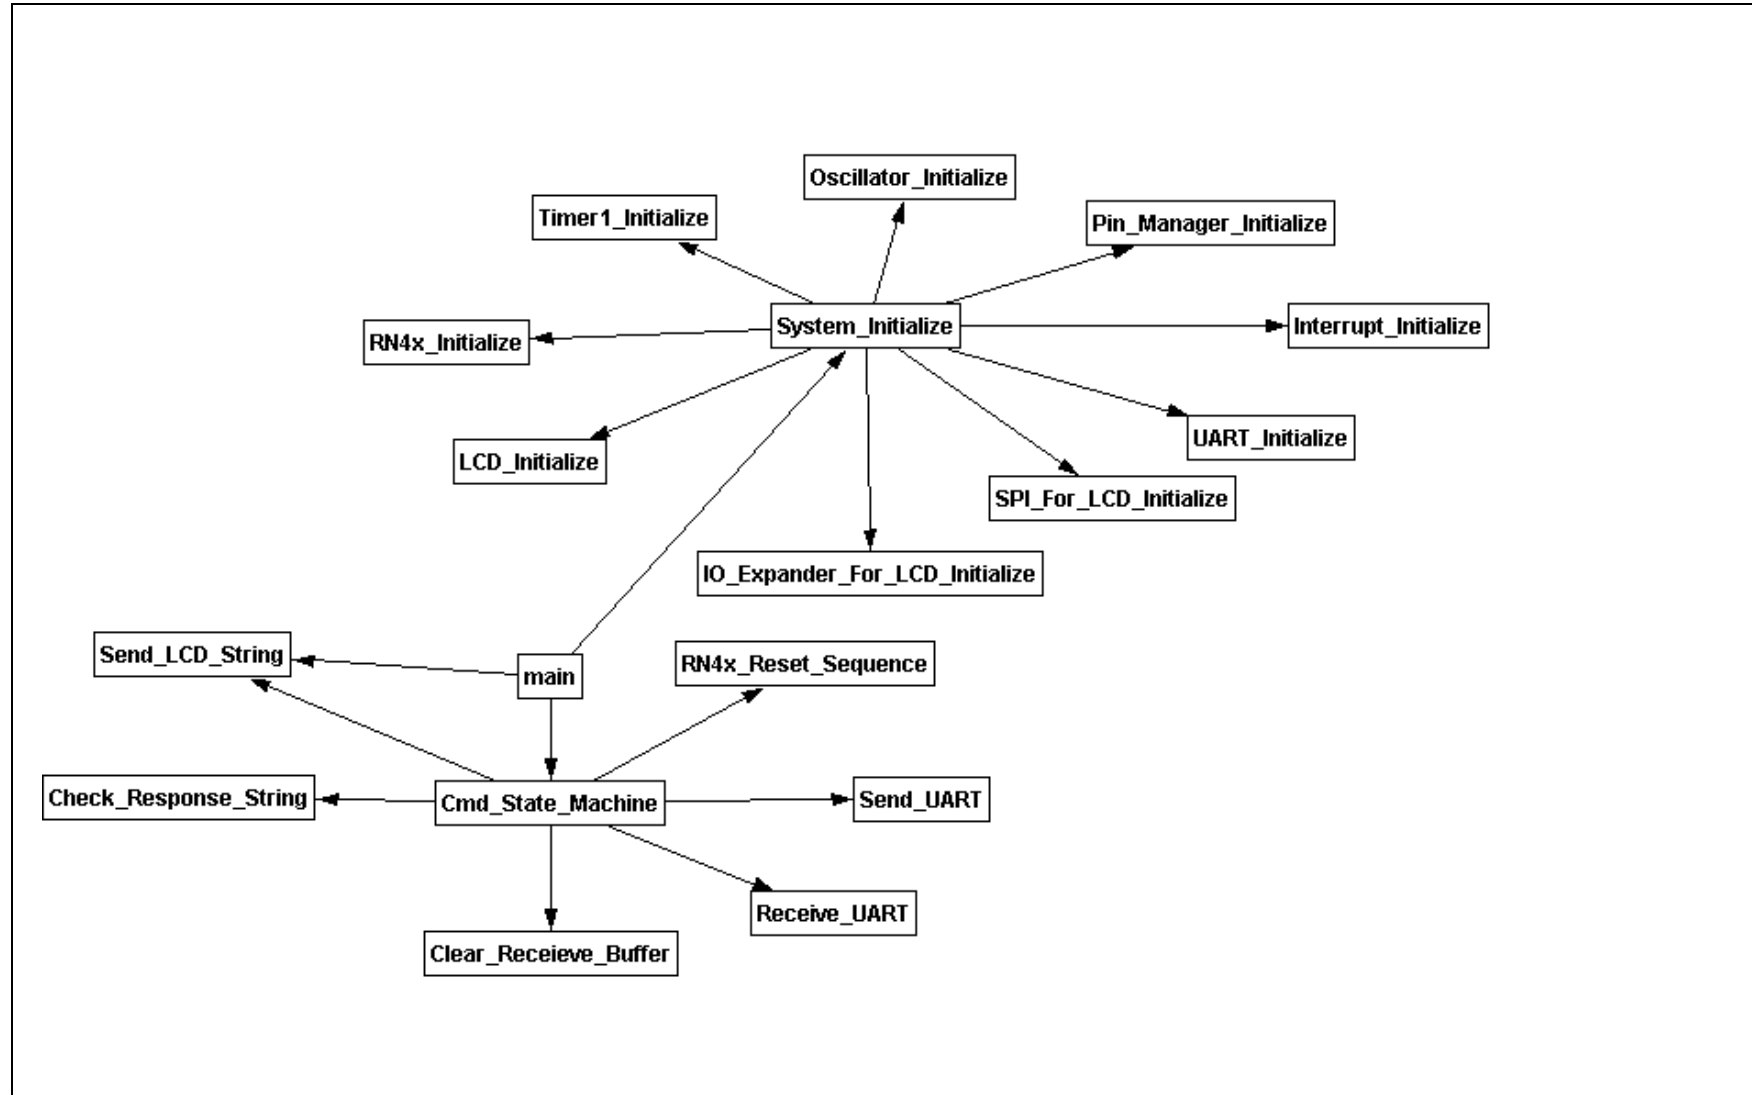 Oscillator_Initialize
Timer1_Initialize
Pin_Manager_Initialize
System_Initialize
Interrupt_Initialize
RN4x_Initialize
UART_Initialize
LCD_Initialize
SPI_For_LCD_Initialize
IO_Expander_For_LCD_Initialize
Send_LCD_String
RN4x_Reset_Sequence
main
Check_Response_String
Cmd_State_Machine
Send_UART
Receive_UART
Clear_Receieve_Buffer